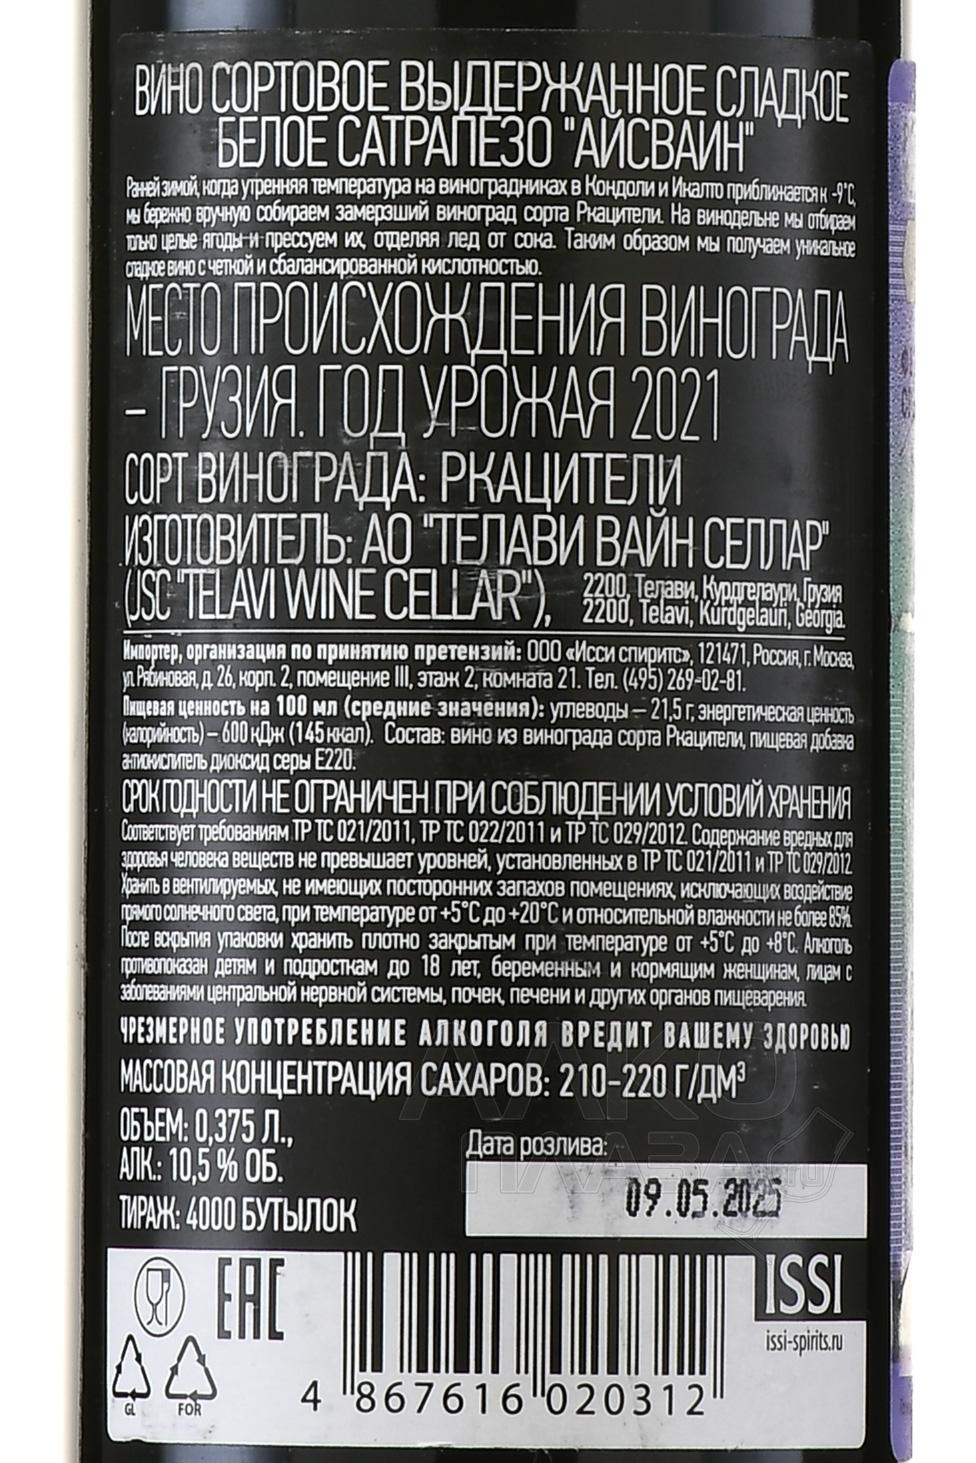 ВИНО СОРТОВОЕ ВЫДЕРЖАННОЕ СЛАДКОЕ
БЕЛОЕ САТРАПЕЗО "АЙСВАИН"
Ранней зимой, когда утренняя температура на виноградниках в Кондоли и Икалто приближается к -9°С,
мы бережно вручную собираем замерзший виноград сорта Ркацители. На винодельне мы отбираем
только целые ягоды и прессуем их, отделяя лед от сока. Таким образом мы получаем уникальное
сладкое вино с четкой и сбалансированной кислотностью.
МЕСТО ПРОИСХОЖДЕНИЯ ВИНОГРАДА
– ГРУЗИЯ. ГОД УРОЖАЯ 2021
СОРТ ВИНОГРАДА: РКАЦИТЕЛИ
ИЗГОТОВИТЕЛЬ: АО "ТЕЛАВИ ВАЙН СЕЛЛАР"
(JSC "TELAVI WINE CELLAR"), 2200, Телави, Курдгелаури, Грузия
2200, Telavi, Kurdgelauri, Georgia.
Импортер, организация по принятию претензий: ООО «Исси спиритс», 121471, Россия, г. Москва,
ул. Рябиновая, д. 26, корп. 2, помещение III, этаж 2, комната 21. Тел. (495) 269-02-81.
Пищевая ценность на 100 мл (средние значения): углеводы – 21,5 г, энергетическая ценность
(калорийность) – 600 кДж (145 ккал). Состав: вино из винограда сорта Ркацители, пищевая добавка
антиокислитель диоксид серы Е220.
СРОК ГОДНОСТИ НЕ ОГРАНИЧЕН ПРИ СОБЛЮДЕНИИ УСЛОВИЙ ХРАНЕНИЯ
Соответствует требованиям ТР ТС 021/2011, ТР ТС 022/2011 и ТР ТС 029/2012. Содержание вредных для
здоровья человека веществ не превышает уровней, установленных в ТР ТС 021/2011 и ТР ТС 029/2012.
Хранить в вентилируемых, не имеющих посторонних запахов помещениях, исключающих воздействие
прямого солнечного света, при температуре от +5°С до +20°С и относительной влажности не более 85%.
После вскрытия упаковки хранить плотно закрытым при температуре от +5°С до +8°С. Алкоголь
противопоказан детям и подросткам до 18 лет, беременным и кормящим женщинам, лицам с
заболеваниями центральной нервной системы, почек, печени и других органов пищеварения.
ЧРЕЗМЕРНОЕ УПОТРЕБЛЕНИЕ АЛКОГОЛЯ ВРЕДИТ ВАШЕМУ ЗДОРОВЬЮ
МАССОВАЯ КОНЦЕНТРАЦИЯ САХАРОВ: 210-220 Г/ДМ³
ОБЪЕМ: 0,375 Л.,
АЛК.: 10,5 % ОБ.
ТИРАЖ: 4000 БУТЫЛОК
Дата розлива:
09.05.2025
EAC
ISSI
issi-spirits.ru
GL
FOR
4 867616 020312
АЛКО
ПЛАЗА.ru